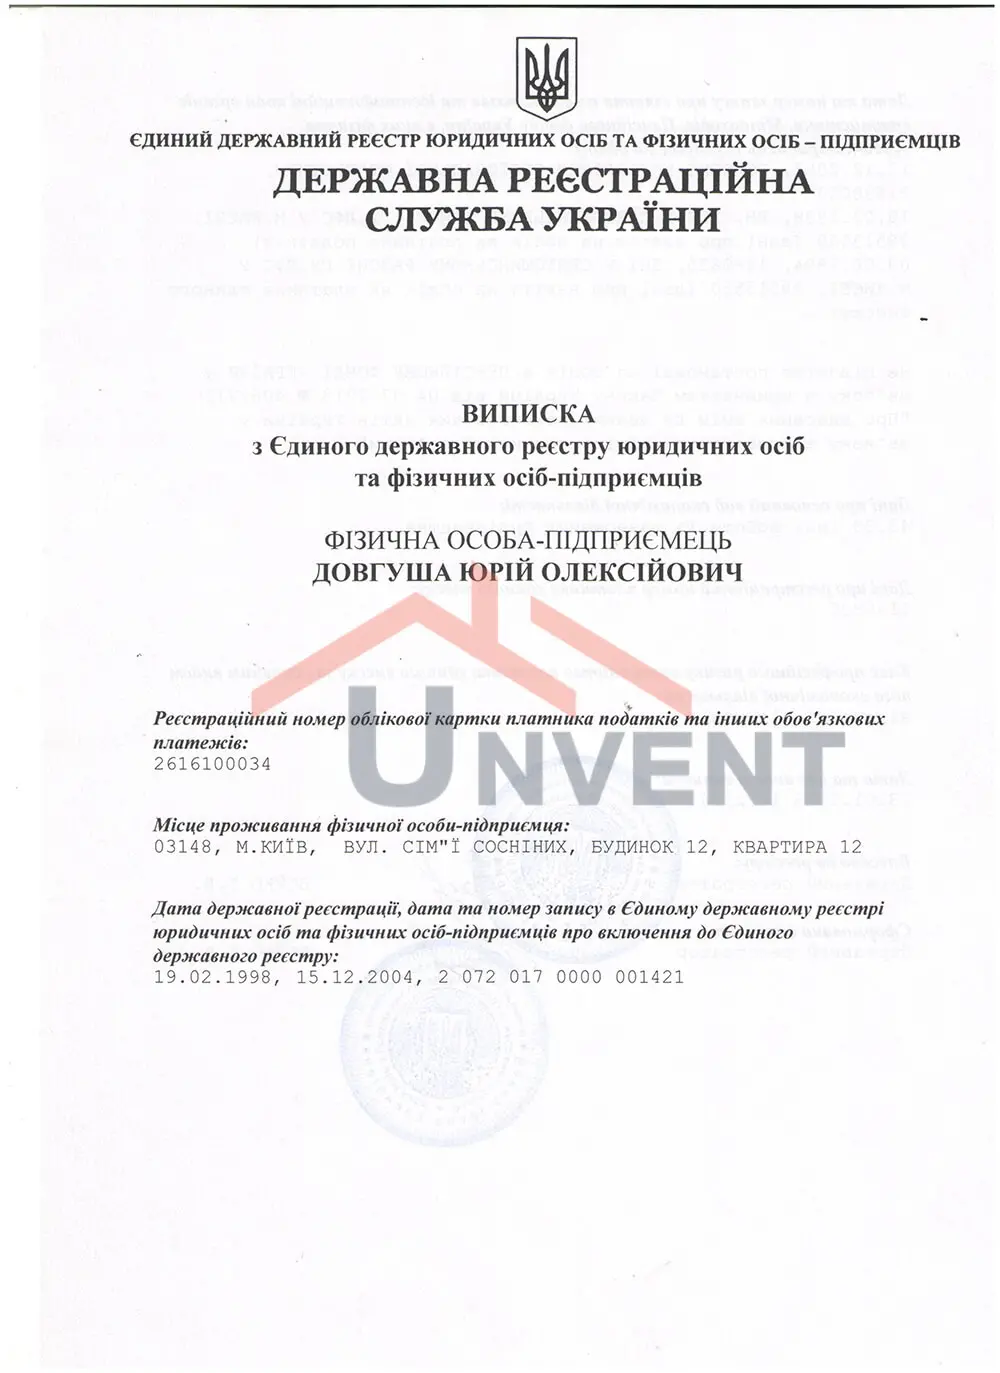 ЄДИНИЙ ДЕРЖАВНИЙ РЕЄСТР ЮРИДИЧНИХ ОСІБ ТА ФІЗИЧНИХ ОСІБ – ПІДПРИЄМЦІВ
ДЕРЖАВНА РЕЄСТРАЦІЙНА
СЛУЖБА УКРАЇНИ
ВИПИСКА
з Єдиного державного реєстру юридичних осіб
та фізичних осіб-підприємців
ФІЗИЧНА ОСОБА-ПІДПРИЄМЕЦЬ
ДОВГУША ЮРІЙ ОЛЕКСІЙОВИЧ
Реєстраційний номер облікової картки платника податків та інших обов'язкових
платежів:
2616100034
UNVENT
Місце проживання фізичної особи-підприємця:
03148, М.КИЇВ, ВУЛ. СІМ"Ї СОСНІНИХ, БУДИНОК 12, КВАРТИРА 12
Дата державної реєстрації, дата та номер запису в Єдиному державному реєстрі
юридичних осіб та фізичних осіб-підприємців про включення до Єдиного
державного реєстру:
19.02.1998, 15.12.2004, 2 072 017 0000 001421